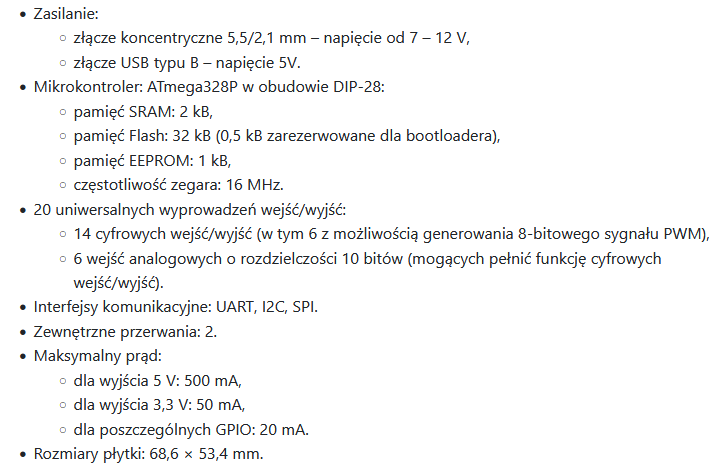 • Zasilanie:
○ złącze koncentryczne 5,5/2,1 mm – napięcie od 7 – 12 V,
○ złącze USB typu B – napięcie 5V.
• Mikrokontroler: ATmega328P w obudowie DIP-28:
○ pamięć SRAM: 2 kB,
○ pamięć Flash: 32 kB (0,5 kB zarezerwowane dla bootloadera),
○ pamięć EEPROM: 1 kB,
○ częstotliwość zegara: 16 MHz.
• 20 uniwersalnych wyprowadzeń wejść/wyjść:
○ 14 cyfrowych wejść/wyjść (w tym 6 z możliwością generowania 8-bitowego sygnału PWM),
○ 6 wejść analogowych o rozdzielczości 10 bitów (mogących pełnić funkcję cyfrowych
wejść/wyjść).
• Interfejsy komunikacyjne: UART, I2C, SPI.
• Zewnętrzne przerwania: 2.
• Maksymalny prąd:
○ dla wyjścia 5 V: 500 mA,
○ dla wyjścia 3,3 V: 50 mA,
○ dla poszczególnych GPIO: 20 mA.
• Rozmiary płytki: 68,6 × 53,4 mm.